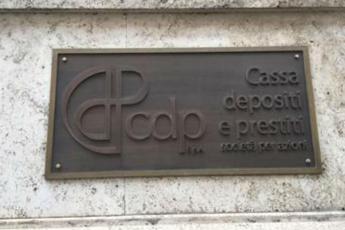 cdp
Cassa
depositi
e prestiti
società per azioni